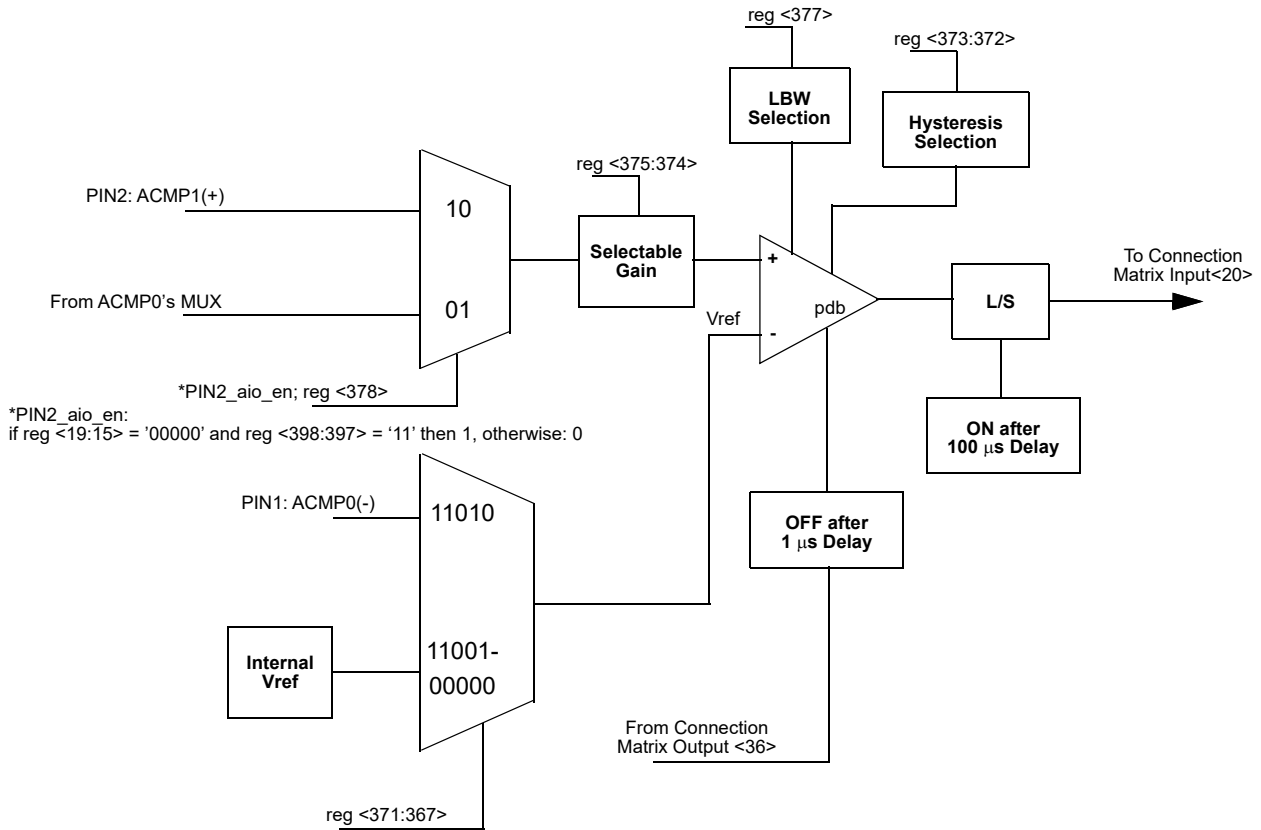 reg <377>
reg <373:372>
LBW
Selection
Hysteresis
Selection
reg <375:374>
PIN2: ACMP1(+)
10
Selectable
Gain
+
To Connection
Matrix Input<20>
From ACMP0's MUX
01
Vref
pdb
-
L/S
*PIN2_aio_en; reg <378>
*PIN2_aio_en:
if reg <19:15> = ’00000’ and reg <398:397> = ‘11’ then 1, otherwise: 0
ON after
100 μs Delay
PIN1: ACMP0(-)
11010
OFF after
1 μs Delay
Internal
Vref
11001-
00000
From Connection
Matrix Output <36>
reg <371:367>